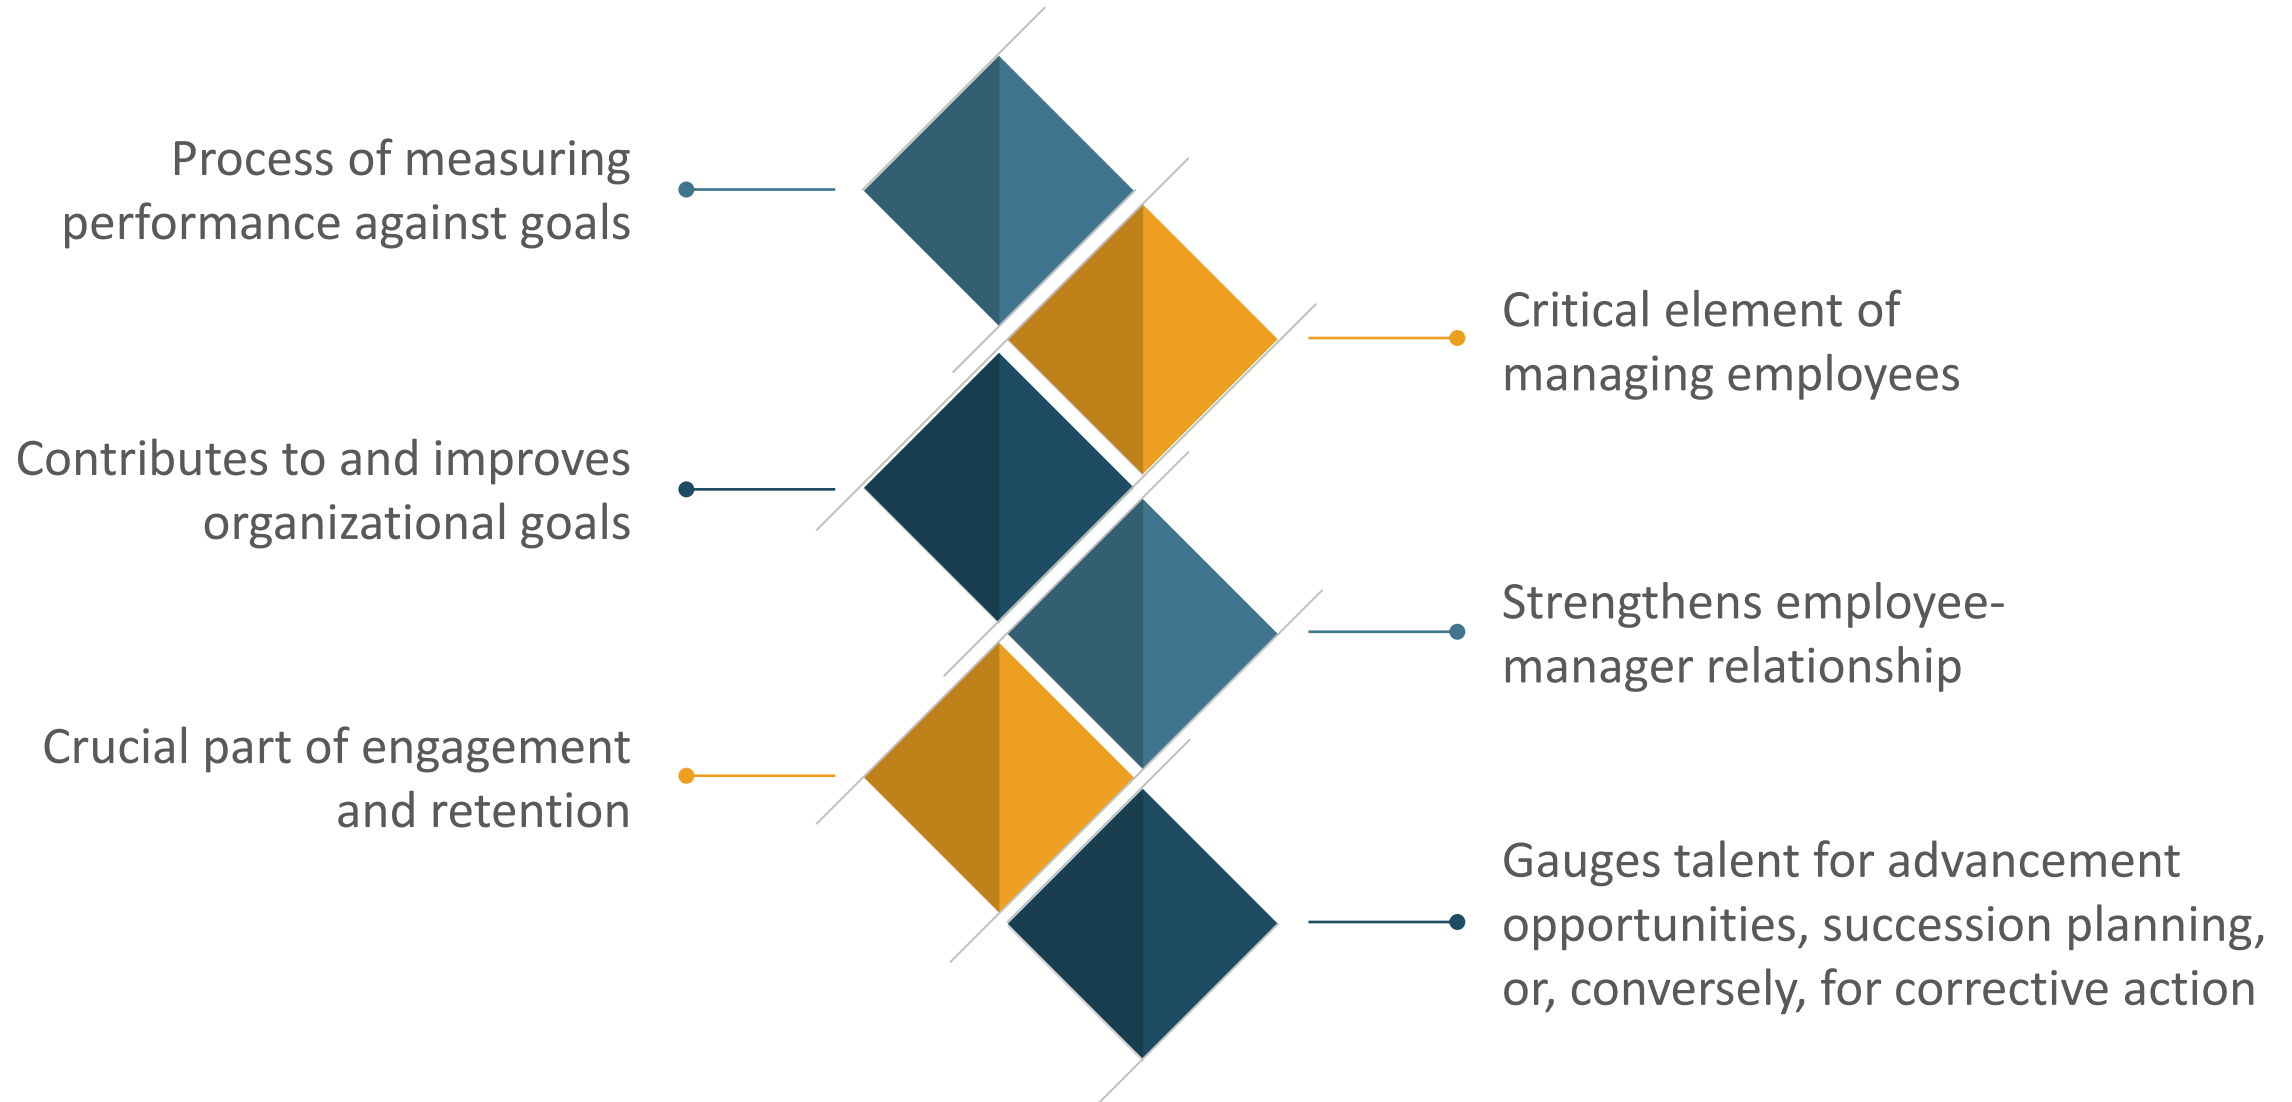 Process of measuring
performance against goals
Critical element of
managing employees
Contributes to and improves
organizational goals
Strengthens employee-
manager relationship
Crucial part of engagement
and retention
Gauges talent for advancement
opportunities, succession planning,
or, conversely, for corrective action